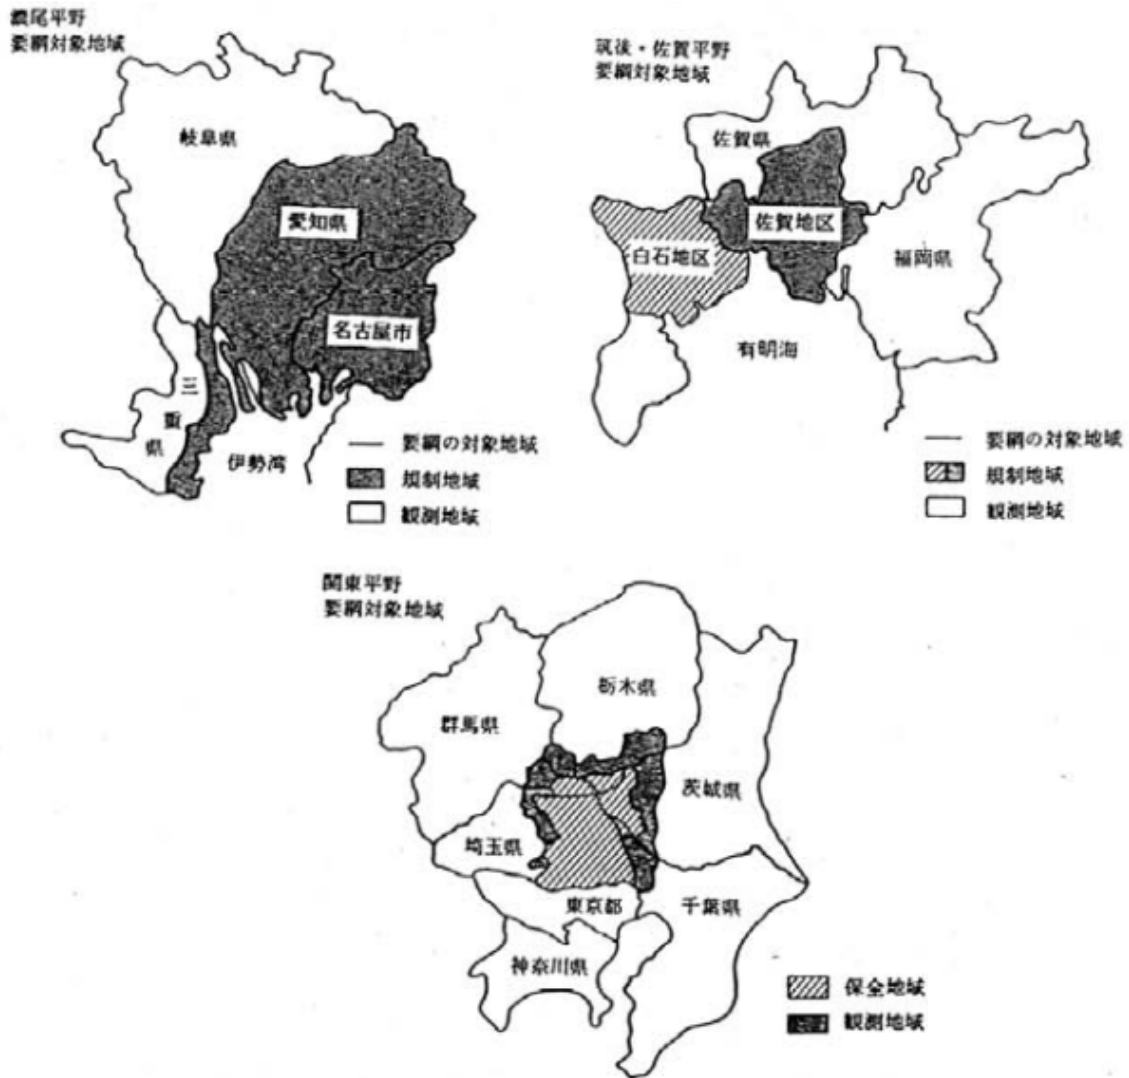 濃尾平野
要綱対象地域
岐阜県
愛知県
名古屋市
三重県
伊勢湾
要綱の対象地域
規制地域
観測地域
筑後・佐賀平野
要綱対象地域
佐賀県
佐賀地区
白石地区
福岡県
有明海
要綱の対象地域
規制地域
観測地域
関東平野
要綱対象地域
栃木県
群馬県
茨城県
埼玉県
東京都
千葉県
神奈川県
保全地域
観測地域